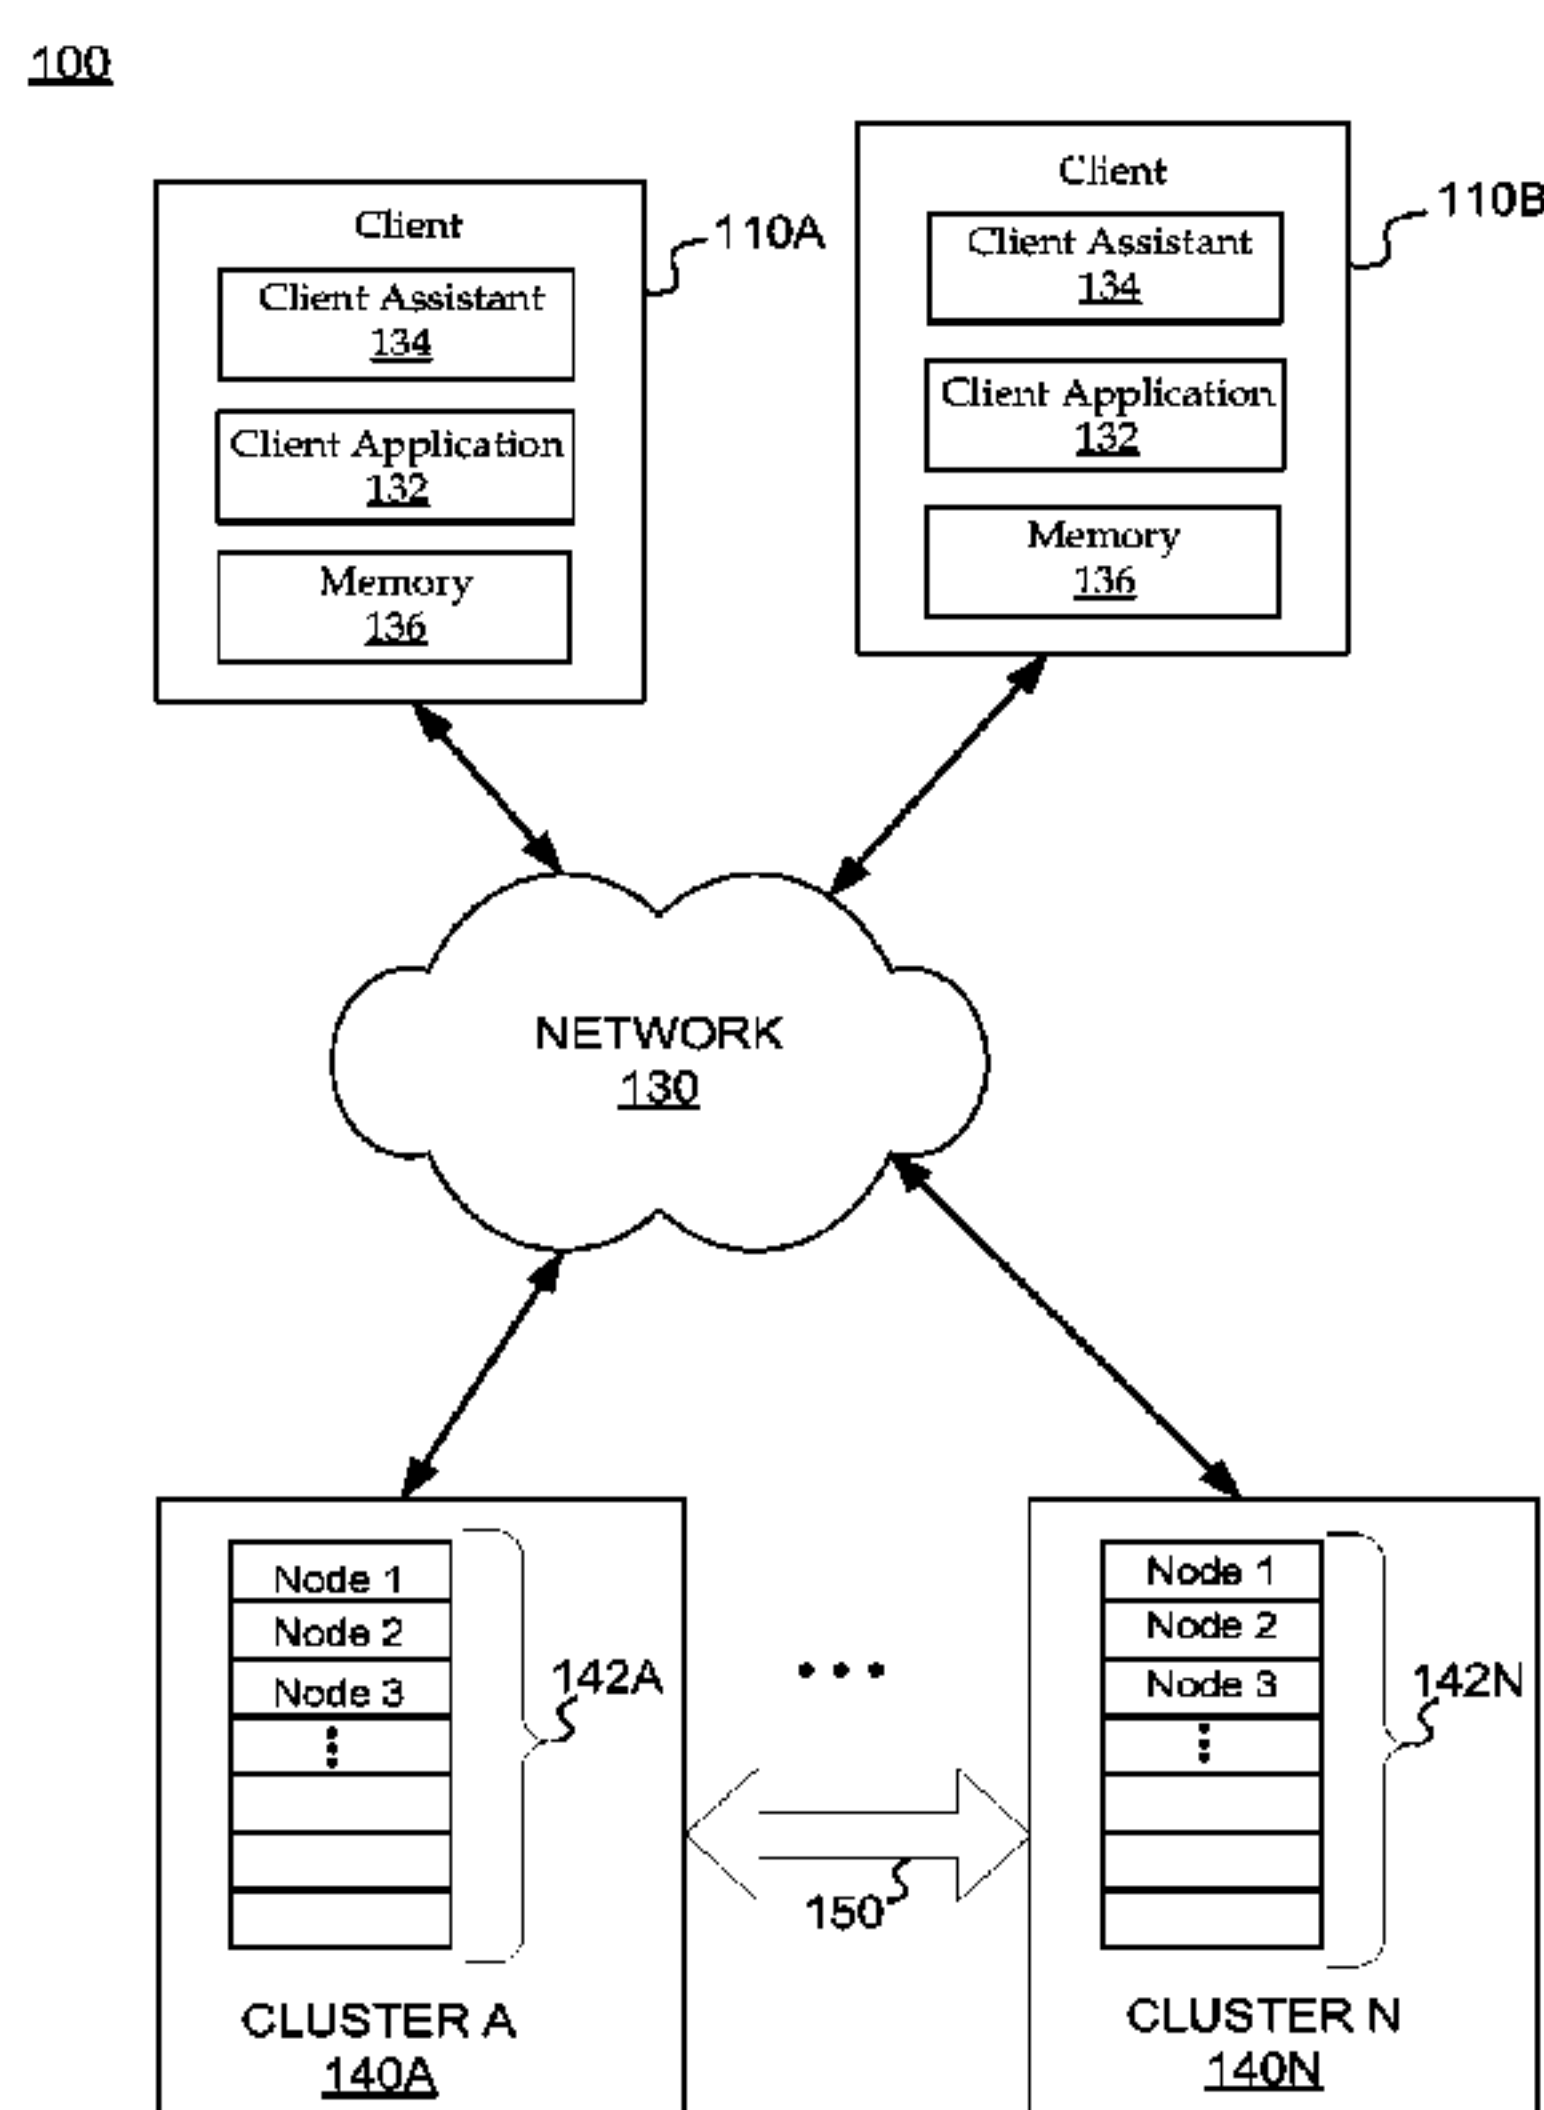 100
Client
110A
Client Assistant
134
Client Application
132
Memory
136
Client
110B
Client Assistant
134
Client Application
132
Memory
136
NETWORK
130
Node 1
Node 2
Node 3
142A
CLUSTER A
140A
150
Node 1
Node 2
Node 3
142N
CLUSTER N
140N